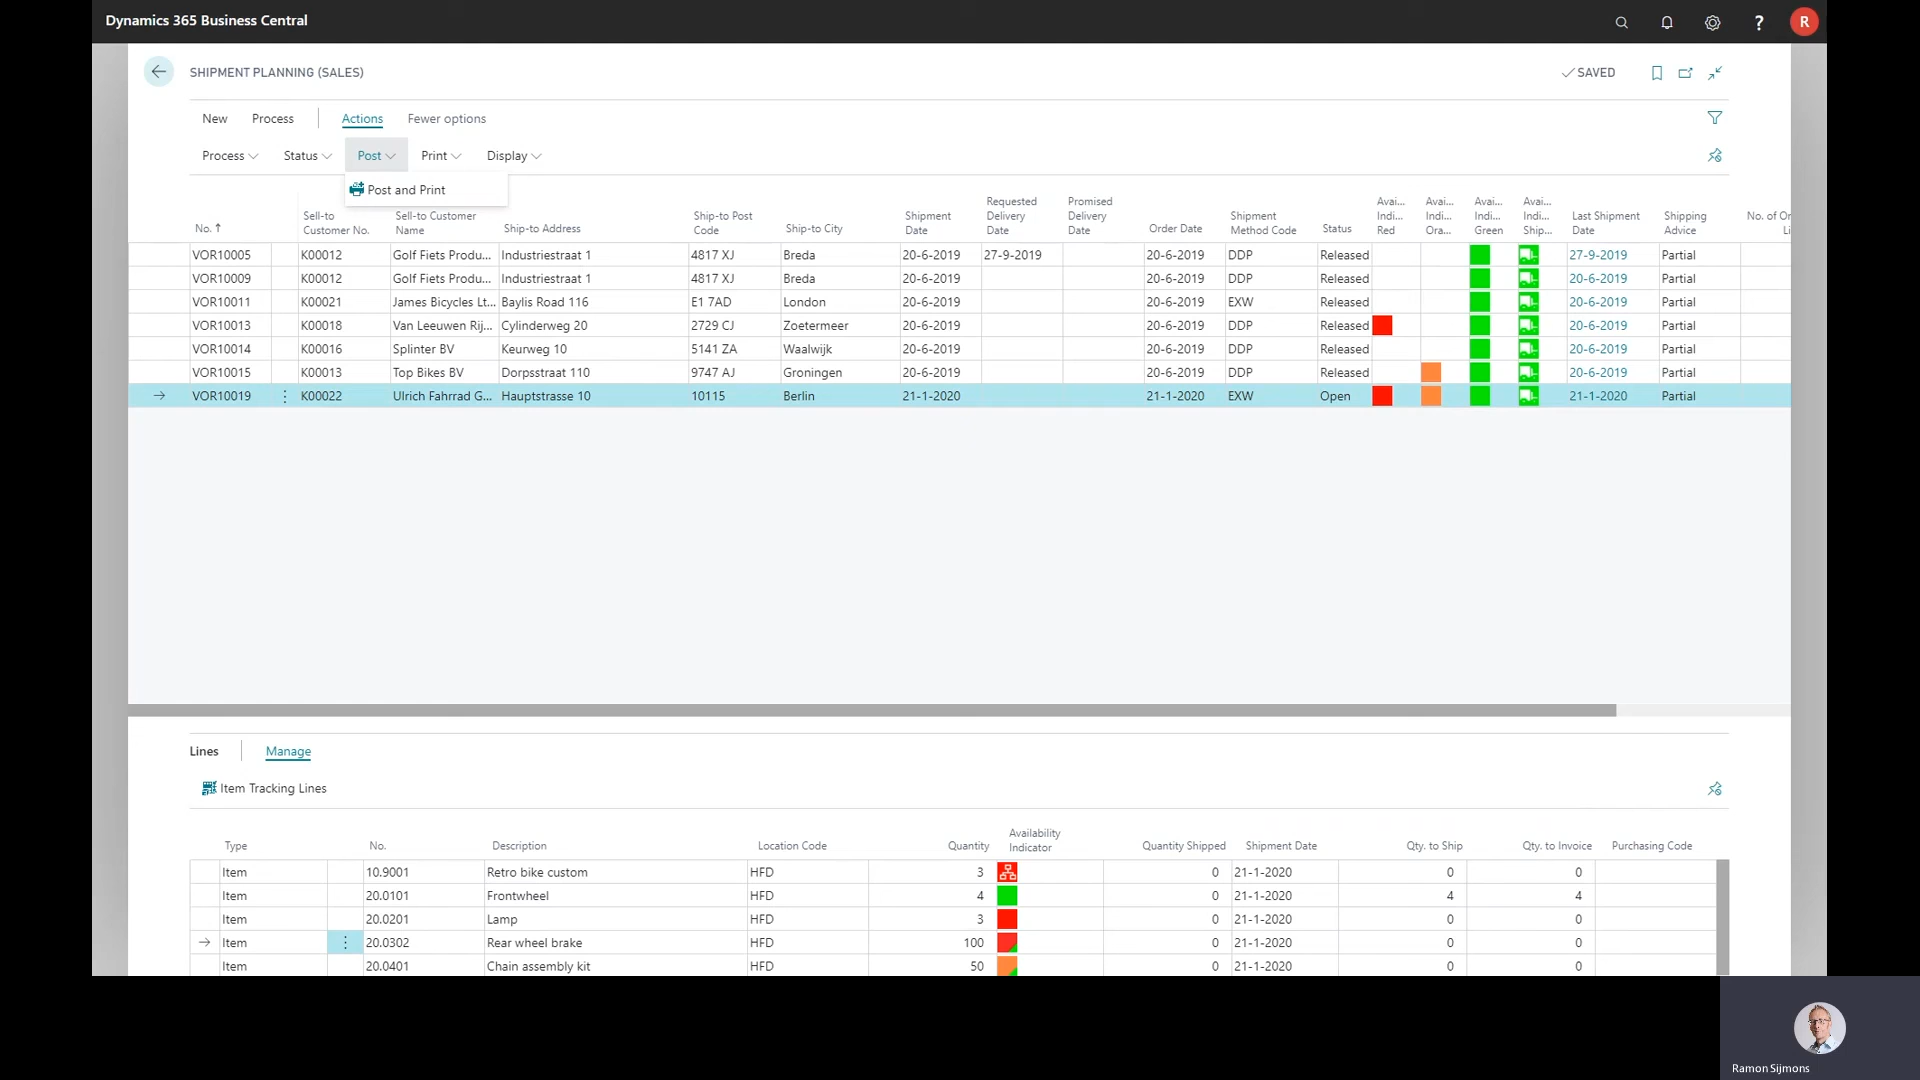 Dynamics 365 Business Central
?
R
SHIPMENT PLANNING (SALES)
SAVED
New Process Actions Fewer options
Process Status Post Print Display
Post and Print
No. ↑ Sell-to Customer No. Sell-to Customer Name Ship-to Address Ship-to Post Code Ship-to City Shipment Date Requested Delivery Date Promised Delivery Date Order Date Shipment Method Code Status Avai... Indi... Red Avai... Indi... Ora... Avai... Indi... Green Avai... Indi... Ship... Last Shipment Date Shipping Advice No. of Or Li
VOR10005 K00012 Golf Fiets Produ... Industriestraat 1 4817 XJ Breda 20-6-2019 27-9-2019 20-6-2019 DDP Released 27-9-2019 Partial
VOR10009 K00012 Golf Fiets Produ... Industriestraat 1 4817 XJ Breda 20-6-2019 20-6-2019 DDP Released 20-6-2019 Partial
VOR10011 K00021 James Bicycles Lt... Baylis Road 116 E1 7AD London 20-6-2019 20-6-2019 EXW Released 20-6-2019 Partial
VOR10013 K00018 Van Leeuwen Rij... Cylinderweg 20 2729 CJ Zoetermeer 20-6-2019 20-6-2019 DDP Released 20-6-2019 Partial
VOR10014 K00016 Splinter BV Keurweg 10 5141 ZA Waalwijk 20-6-2019 20-6-2019 DDP Released 20-6-2019 Partial
VOR10015 K00013 Top Bikes BV Dorpsstraat 110 9747 AJ Groningen 20-6-2019 20-6-2019 DDP Released 20-6-2019 Partial
VOR10019 K00022 Ulrich Fahrrad G... Hauptstrasse 10 10115 Berlin 21-1-2020 21-1-2020 EXW Open 21-1-2020 Partial
Lines Manage
Item Tracking Lines
Type No. Description Location Code Quantity Availability Indicator Quantity Shipped Shipment Date Qty. to Ship Qty. to Invoice Purchasing Code
Item 10.9001 Retro bike custom HFD 3 0 21-1-2020 0 0
Item 20.0101 Frontwheel HFD 4 0 21-1-2020 4 4
Item 20.0201 Lamp HFD 3 0 21-1-2020 0 0
Item 20.0302 Rear wheel brake HFD 100 0 21-1-2020 0 0
Item 20.0401 Chain assembly kit HFD 50 0 21-1-2020 0 0
Ramon Sijmons